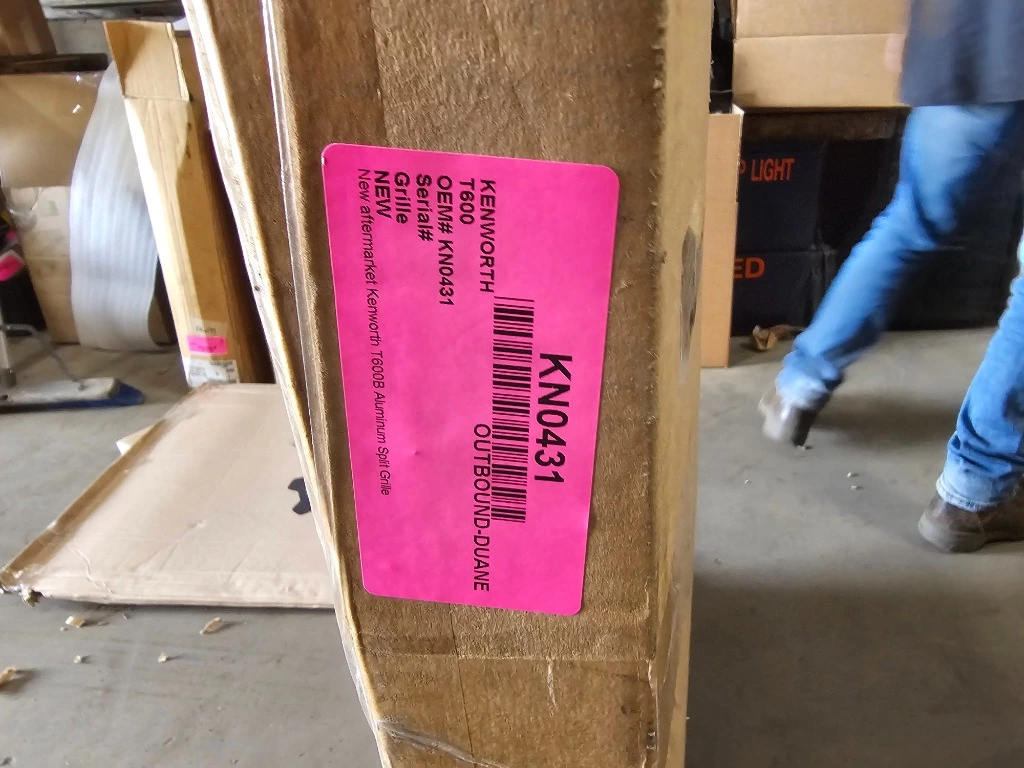 KN0431
KENWORTH
OUTBOUND-DUANE
T600
OEM# KN0431
Serial#
Grille
NEW
New aftermarket Kenworth T600B Aluminum Split Grille
P LIGHT
ED